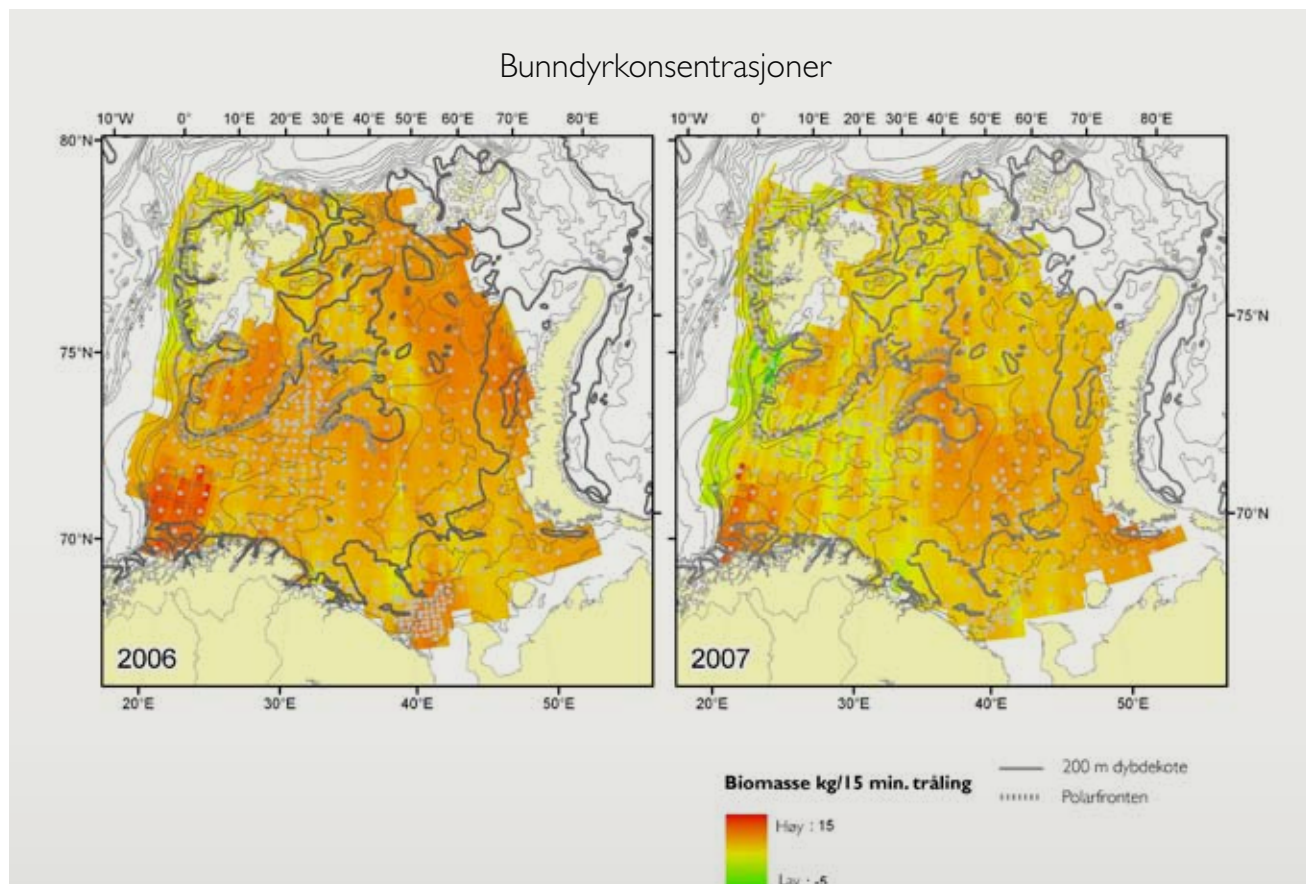 Bunndyrkonsentrasjoner
10°W 0° 10°E 20°E 30°E 40°E 50°E 60°E 70°E 80°E
10°W 0° 10°E 20°E 30°E 40°E 50°E 60°E 70°E 80°E
80°N
75°N
75°N
70°N
70°N
2006
2007
20°E 30°E 40°E 50°E
20°E 30°E 40°E 50°E
Biomasse kg/15 min. tråling
200 m dybdekote
Polarfronten
Høy : 15
Lav : -5